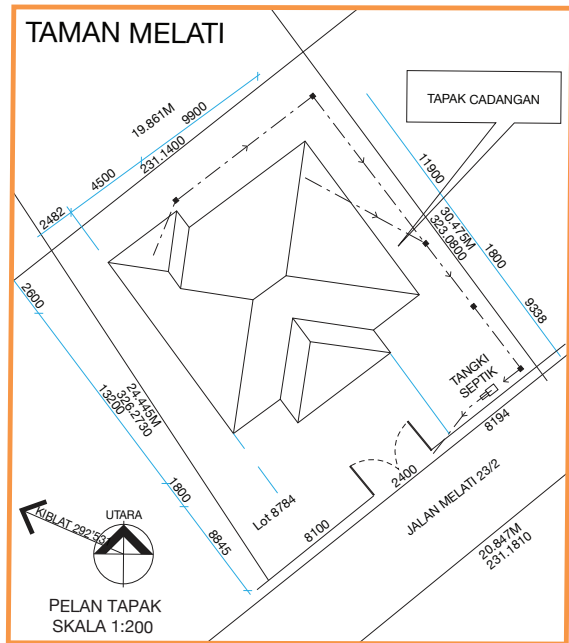 TAMAN MELATI
TAPAK CADANGAN
19.861M
9900
231.1400
4500
2482
11900
30.475M
323.0800
1800
9338
2600
13200
24.445M
326.2730
1800
8845
TANGKI
SEPTIK
8194
2400
8100
Lot 8784
JALAN MELATI 23/2
20.847M
231.1810
UTARA
KIBLAT
PELAN TAPAK
SKALA 1:200